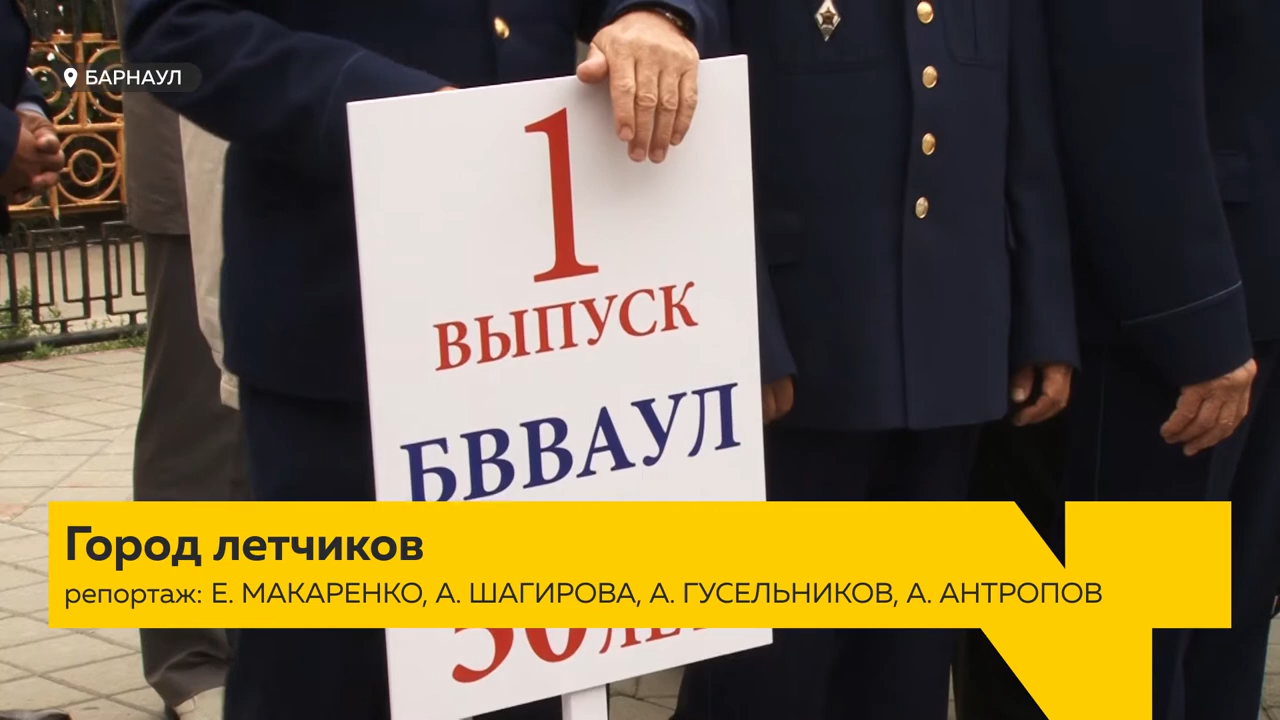 БАРНАУЛ
1
ВЫПУСК
БВВАУЛ
Город летчиков
репортаж: Е. МАКАРЕНКО, А. ШАГИРОВА, А. ГУСЕЛЬНИКОВ, А. АНТРОПОВ